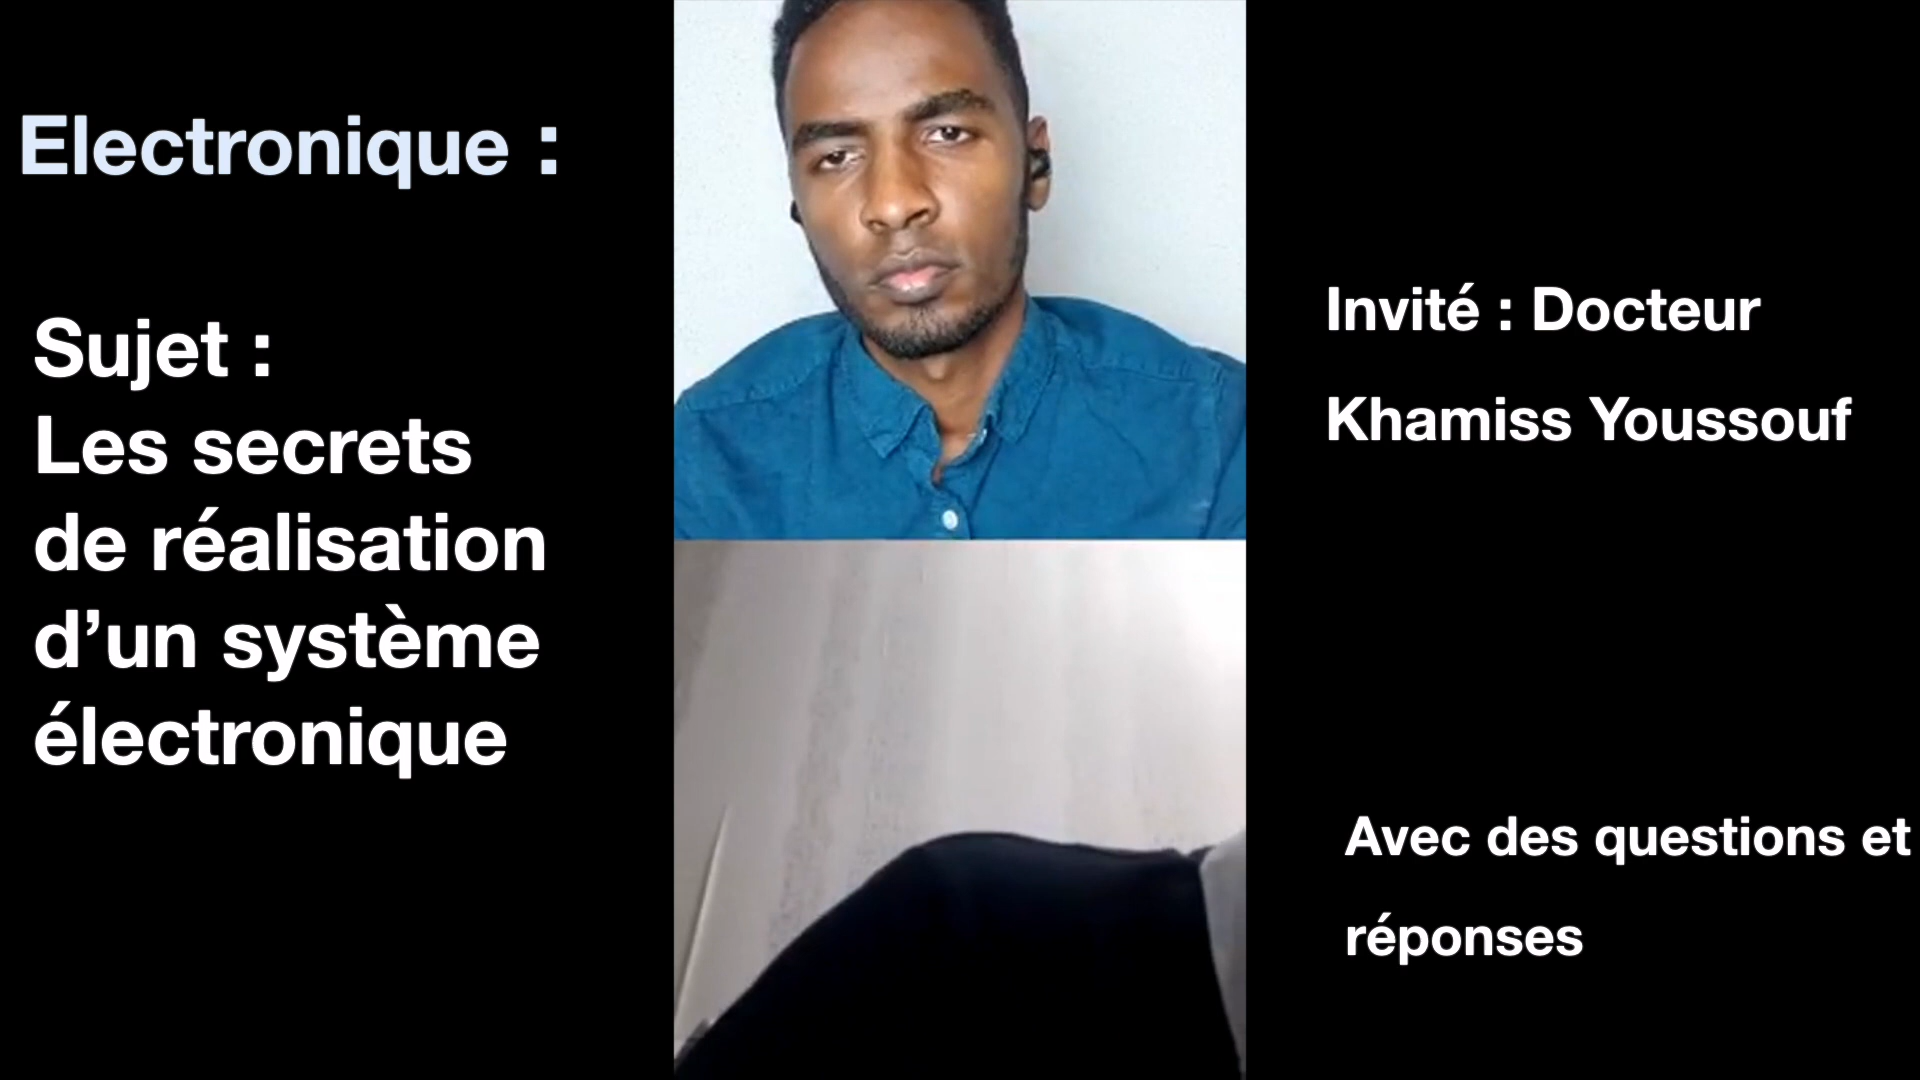 Electronique :
Sujet :
Les secrets
de réalisation
d’un système
électronique
Invité : Docteur
Khamiss Youssouf
Avec des questions et
réponses